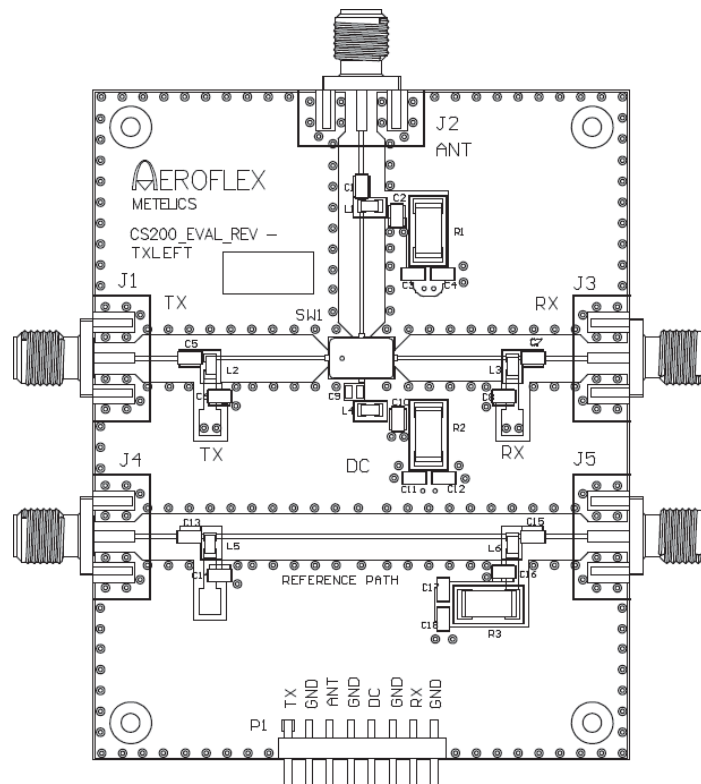 J2
ANT
AEROFLEX
METELICS
CS200_EVAL_REV –
TXLEFT
C1
L1
C2
R1
C3
C4
J1
TX
SW1
RX
J3
C5
L2
L3
C7
C9
L4
C10
R2
C8
TX
DC
RX
C11
C12
J4
J5
C13
L5
L6
C15
C16
REFERENCE PATH
C17
C18
R3
TX
GND
ANT
GND
DC
GND
RX
GND
P1